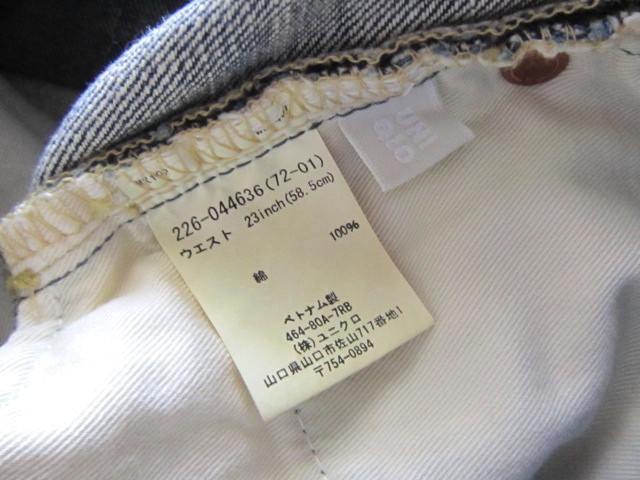 226-044636(72-01)
ウエスト 23inch(58.5cm)
綿 100%
ベトナム製
464-80A-7RB
(株)ユニクロ
山口県山口市佐山717番地1
〒754-0894
UNI
QLO